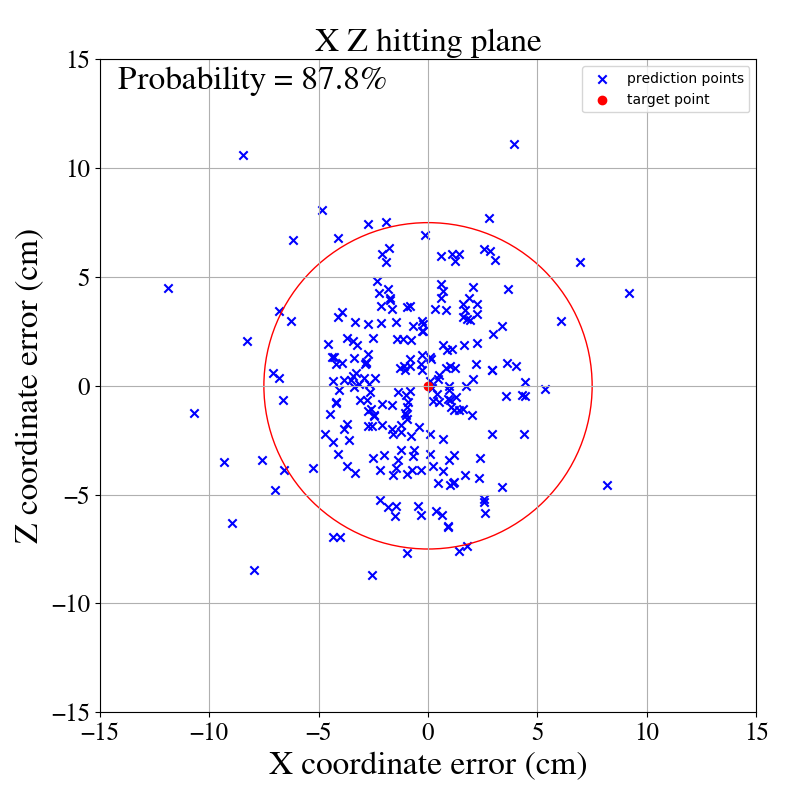 X Z hitting plane
Probability = 87.8%
prediction points
target point
Z coordinate error (cm)
15
10
5
0
−5
−10
−15
−15 −10 −5 0 5 10 15
X coordinate error (cm)